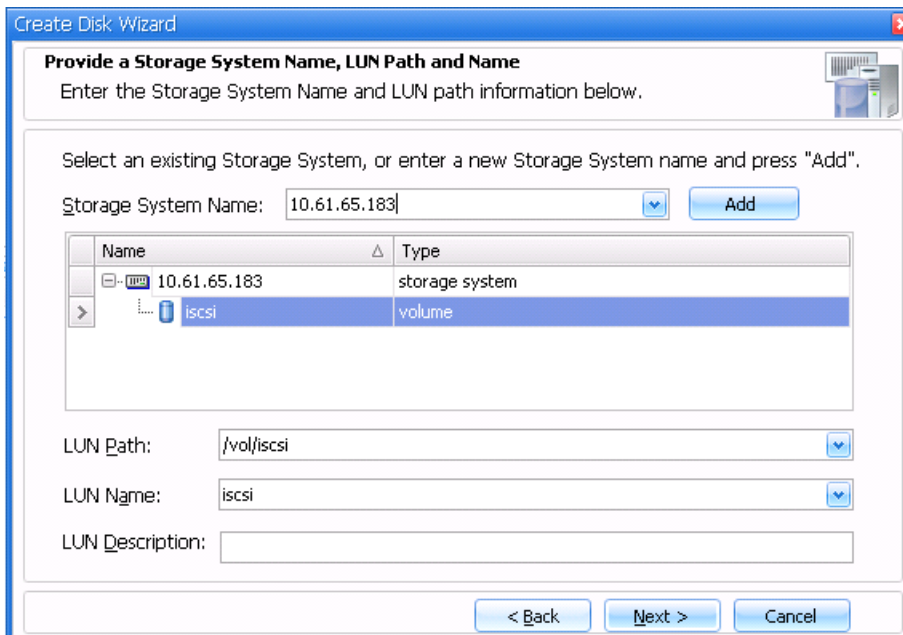 Create Disk Wizard
Provide a Storage System Name, LUN Path and Name
Enter the Storage System Name and LUN path information below.
Select an existing Storage System, or enter a new Storage System name and press "Add".
Storage System Name: 10.61.65.183 Add
Name Type
10.61.65.183 storage system
iscsi volume
LUN Path: /vol/iscsi
LUN Name: iscsi
LUN Description:
< Back Next > Cancel